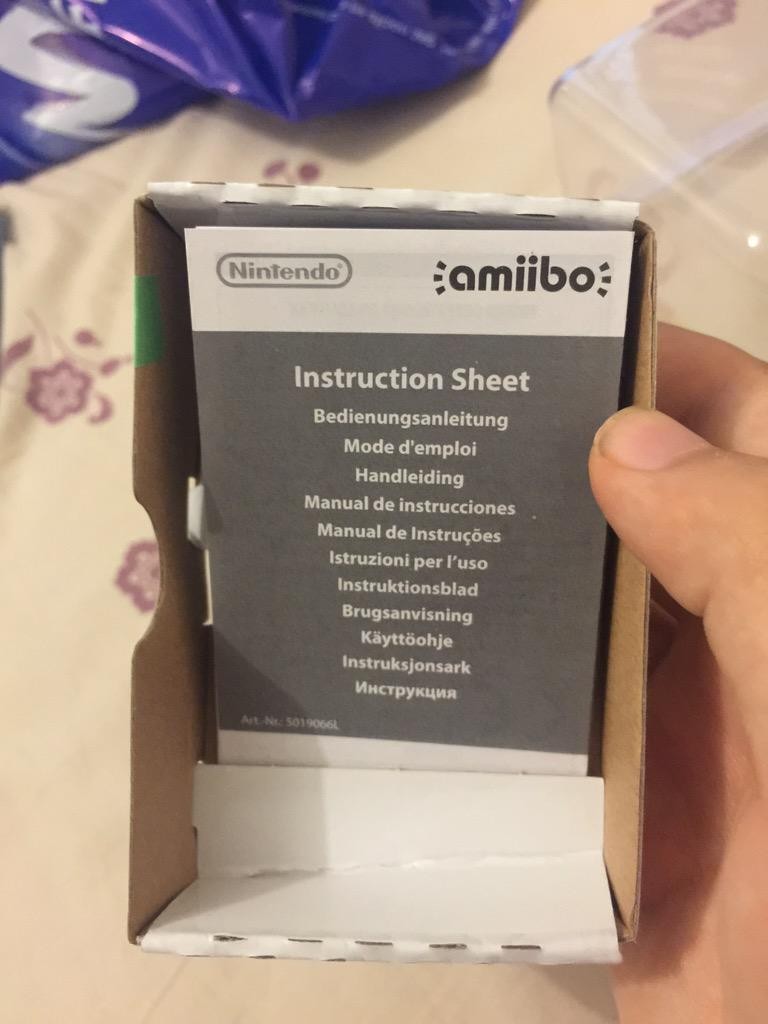 Nintendo®
amiibo
Instruction Sheet
Bedienungsanleitung
Mode d'emploi
Handleiding
Manual de instrucciones
Manual de Instruções
Istruzioni per l'uso
Instruktionsblad
Brugsanvisning
Käyttöohje
Instruksjonsark
Инструкция
Art.-Nr.: 5019066L